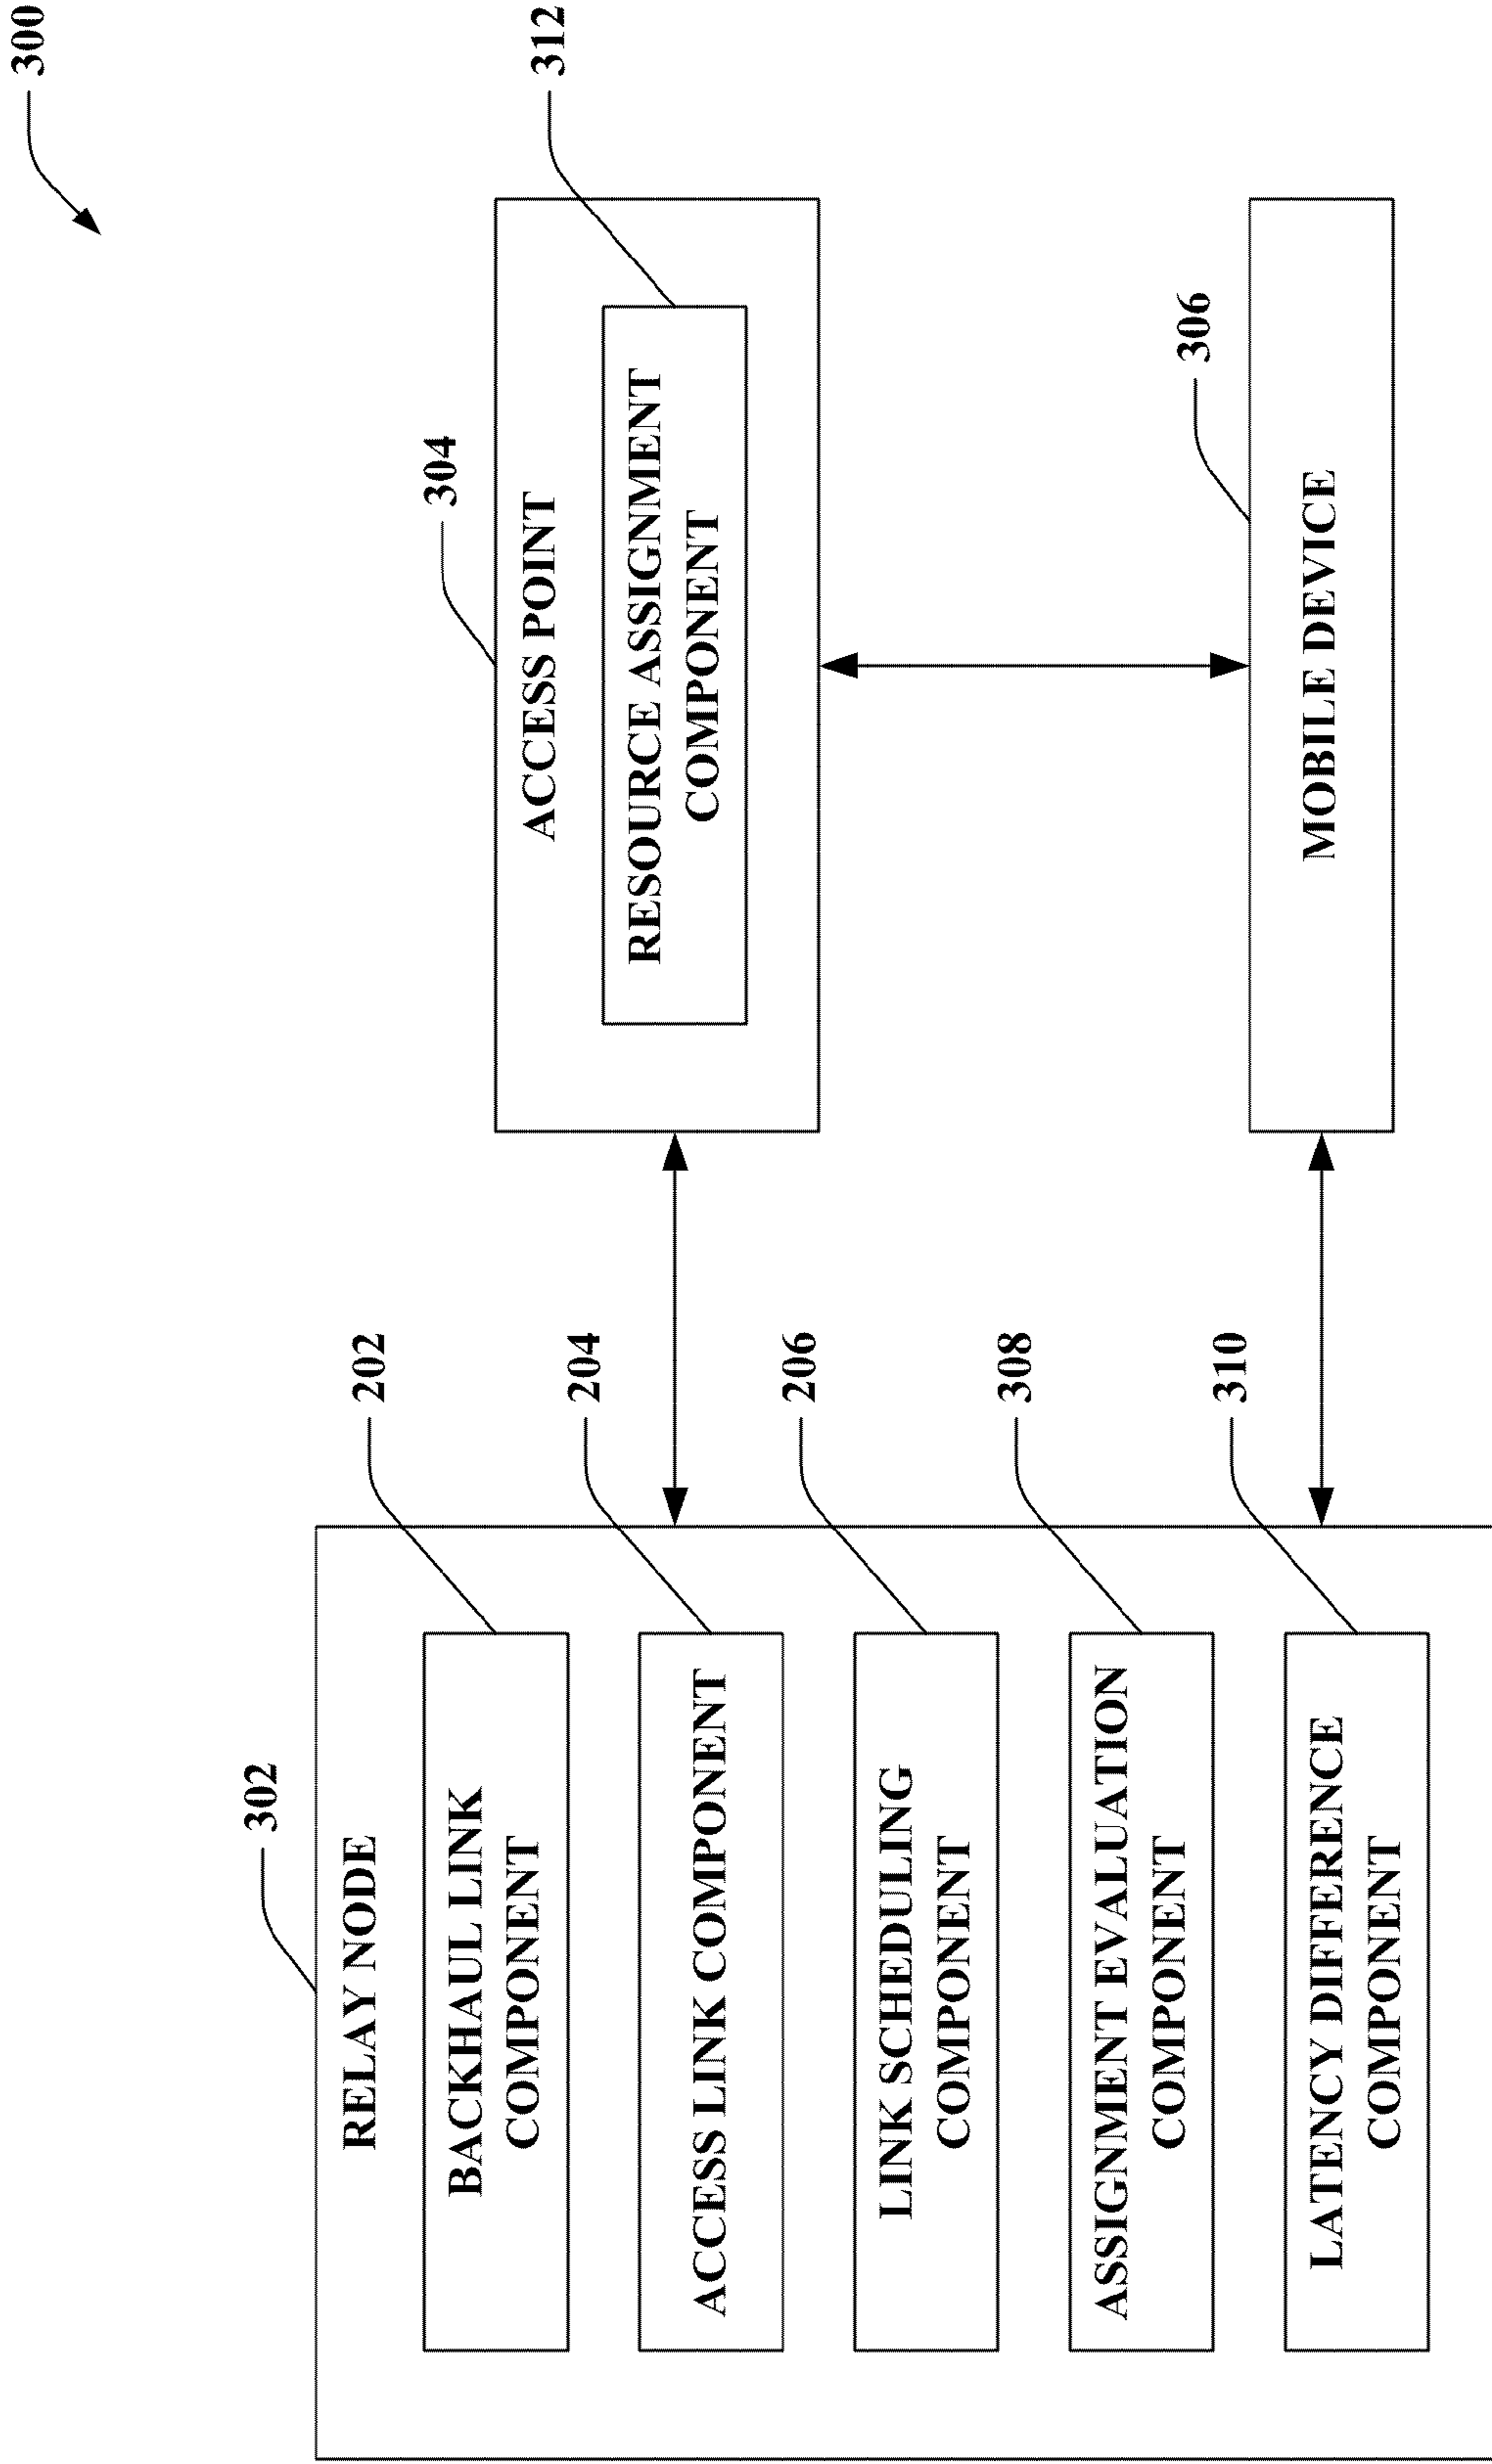 300
302
RELAY NODE
202
BACKHAUL LINK
COMPONENT
204
ACCESS LINK COMPONENT
206
LINK SCHEDULING
COMPONENT
308
ASSIGNMENT EVALUATION
COMPONENT
310
LATENCY DIFFERENCE
COMPONENT
304
ACCESS POINT
312
RESOURCE ASSIGNMENT
COMPONENT
306
MOBILE DEVICE